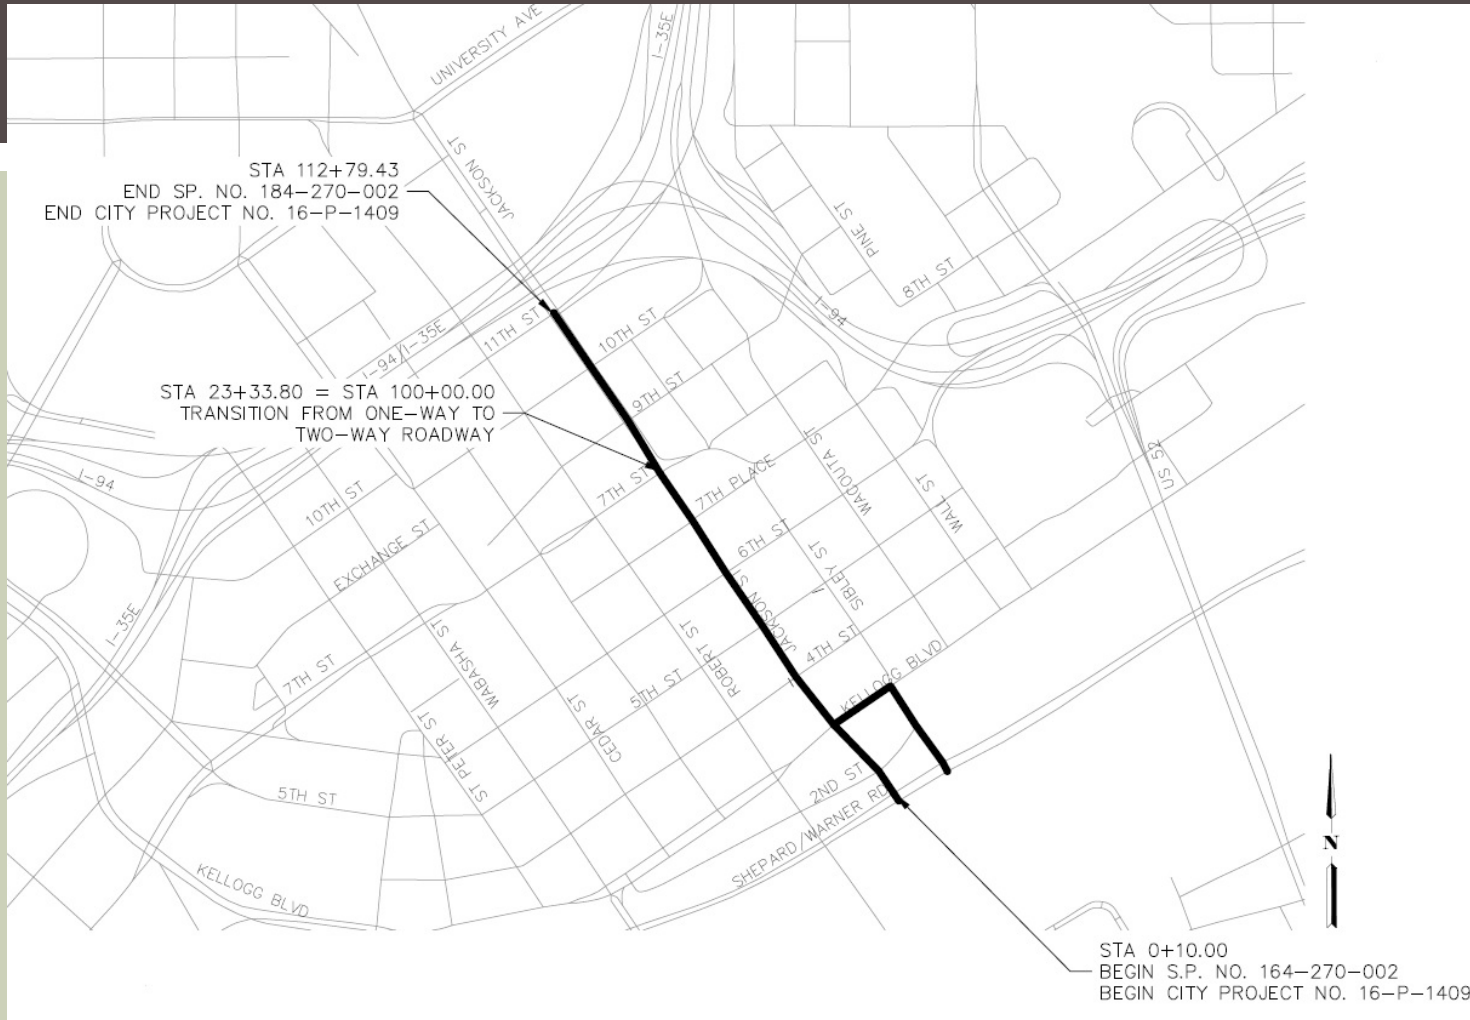 UNIVERSITY AVE
I-35E
JACKSON ST
STA 112+79.43
END SP. NO. 184-270-002
END CITY PROJECT NO. 16-P-1409
PINE ST
8TH ST
I-94
11TH ST
10TH ST
I-94/I-35E
9TH ST
STA 23+33.80 = STA 100+00.00
TRANSITION FROM ONE-WAY TO
TWO-WAY ROADWAY
7TH ST
7TH PLACE
WACOUTA ST
WALL ST
US 52
I-94
10TH ST
EXCHANGE ST
6TH ST
SIBLEY ST
JACKSON ST
I-35E
4TH ST
ROBERT ST
WABASHA ST
7TH ST
5TH ST
KELLOGG BLVD
CEDAR ST
ST PETER ST
5TH ST
2ND ST
SHEPARD/WARNER RD
KELLOGG BLVD
N
STA 0+10.00
BEGIN S.P. NO. 164-270-002
BEGIN CITY PROJECT NO. 16-P-1409